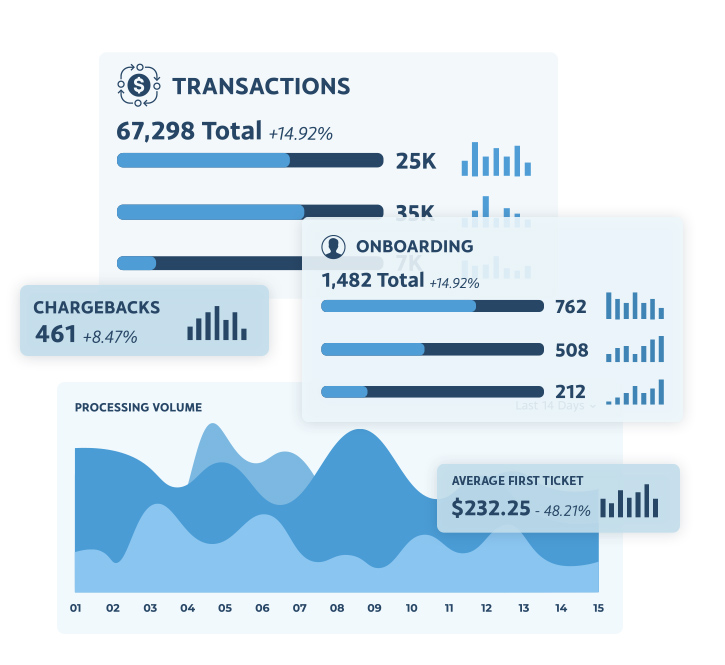 TRANSACTIONS
67,298 Total +14.92%
25K
35K
7K
ONBOARDING
1,482 Total +14.92%
762
508
212
CHARGEBACKS
461 +8.47%
PROCESSING VOLUME
Last 14 Days
AVERAGE FIRST TICKET
$232.25 - 48.21%
01 02 03 04 05 06 07 08 09 10 11 12 13 14 15